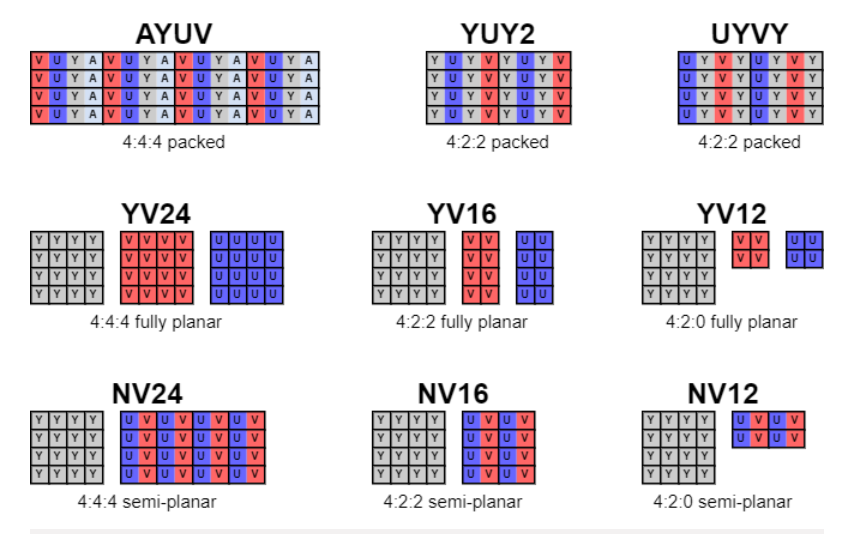 AYUV YUY2 UYVY
V U Y A V U Y A V U Y A V U Y A Y U Y V Y U Y V U Y V Y U Y V Y
V U Y A V U Y A V U Y A V U Y A Y U Y V Y U Y V U Y V Y U Y V Y
V U Y A V U Y A V U Y A V U Y A Y U Y V Y U Y V U Y V Y U Y V Y
V U Y A V U Y A V U Y A V U Y A Y U Y V Y U Y V U Y V Y U Y V Y
4:4:4 packed 4:2:2 packed 4:2:2 packed
YV24 YV16 YV12
Y Y Y Y V V V V U U U U Y Y Y Y V V U U Y Y Y Y V V U U
Y Y Y Y V V V V U U U U Y Y Y Y V V U U Y Y Y Y V V U U
Y Y Y Y V V V V U U U U Y Y Y Y V V U U Y Y Y Y
Y Y Y Y V V V V U U U U Y Y Y Y V V U U Y Y Y Y
4:4:4 fully planar 4:2:2 fully planar 4:2:0 fully planar
NV24 NV16 NV12
Y Y Y Y U V U V U V U V Y Y Y Y U V U V Y Y Y Y U V U V
Y Y Y Y U V U V U V U V Y Y Y Y U V U V Y Y Y Y U V U V
Y Y Y Y U V U V U V U V Y Y Y Y U V U V Y Y Y Y
Y Y Y Y U V U V U V U V Y Y Y Y U V U V Y Y Y Y
4:4:4 semi-planar 4:2:2 semi-planar 4:2:0 semi-planar